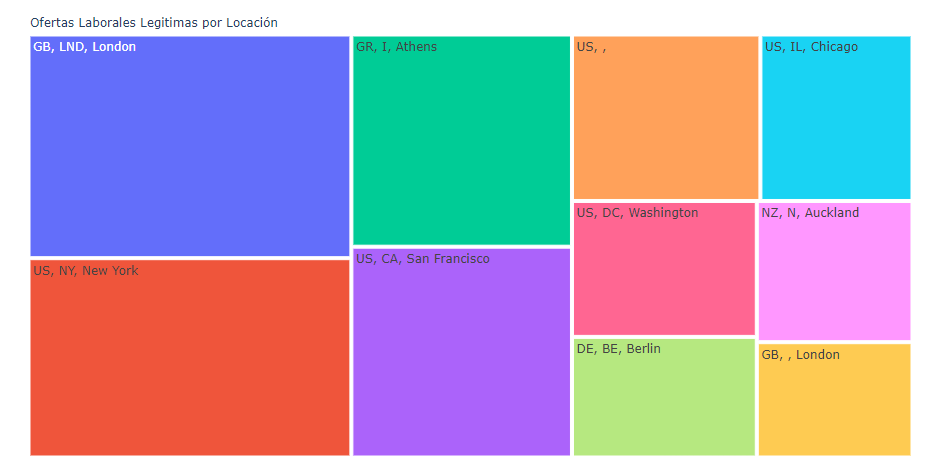 Ofertas Laborales Legitimas por Locación
GB, LND, London
GR, I, Athens
US, ,
US, IL, Chicago
US, DC, Washington
NZ, N, Auckland
US, CA, San Francisco
US, NY, New York
DE, BE, Berlin
GB, , London